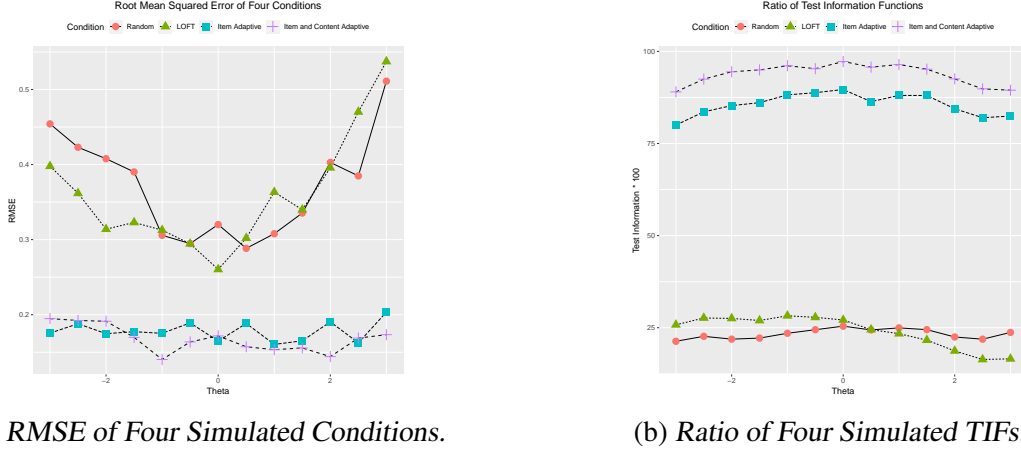 Root Mean Squared Error of Four Conditions
Condition Random LOFT Item Adaptive Item and Content Adaptive
0.5
0.4
0.3
0.2
RMSE
−2 0 2
Theta
RMSE of Four Simulated Conditions.
Ratio of Test Information Functions
Condition Random LOFT Item Adaptive Item and Content Adaptive
100
75
50
25
Test Information * 100
−2 0 2
Theta
(b) Ratio of Four Simulated TIFs